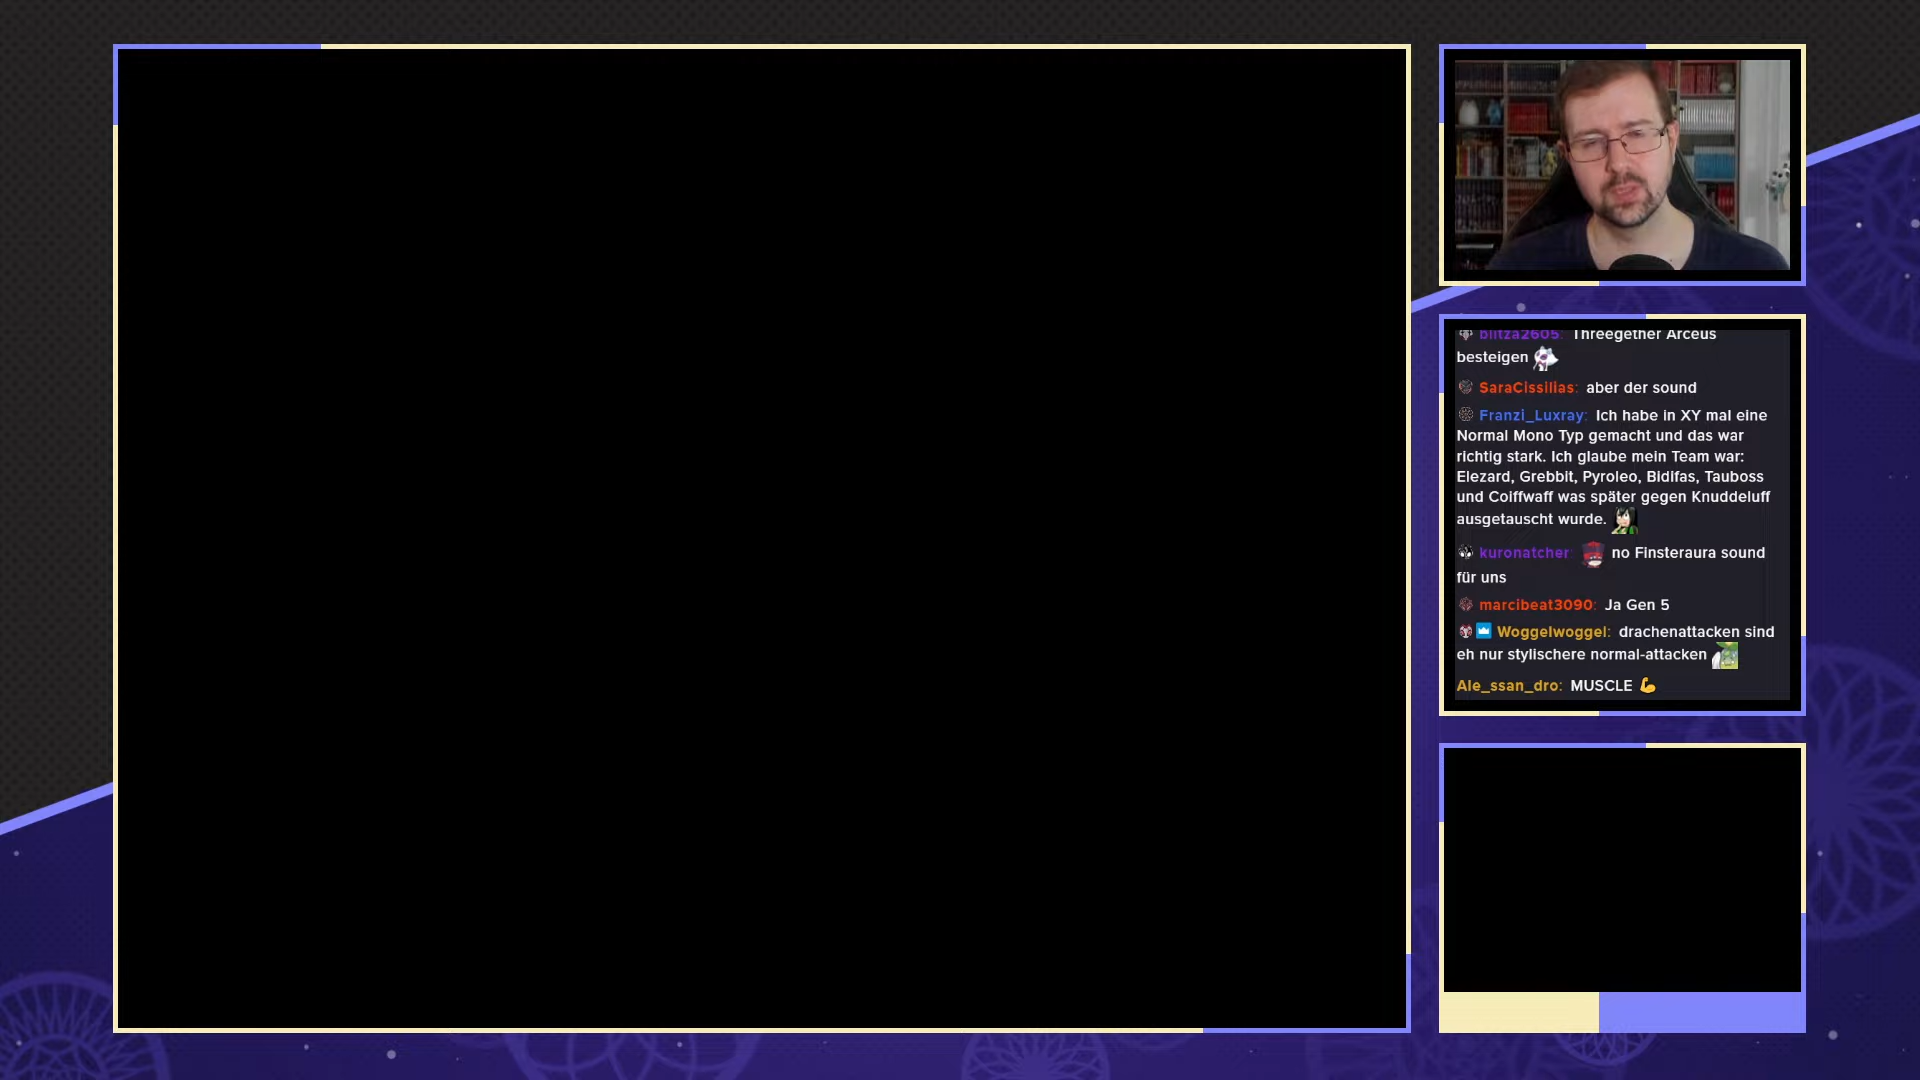 blitza2605: Threegether Arceus
besteigen
SaraCissilias: aber der sound
Franzi_Luxray: Ich habe in XY mal eine
Normal Mono Typ gemacht und das war
richtig stark. Ich glaube mein Team war:
Elezard, Grebbit, Pyroleo, Bidifas, Tauboss
und Coiffwaff was später gegen Knuddeluff
ausgetauscht wurde.
kuronatcher: no Finsteraura sound
für uns
marcibeat3090: Ja Gen 5
Woggelwoggel: drachenattacken sind
eh nur stylischere normal-attacken
Ale_ssan_dro: MUSCLE 💪